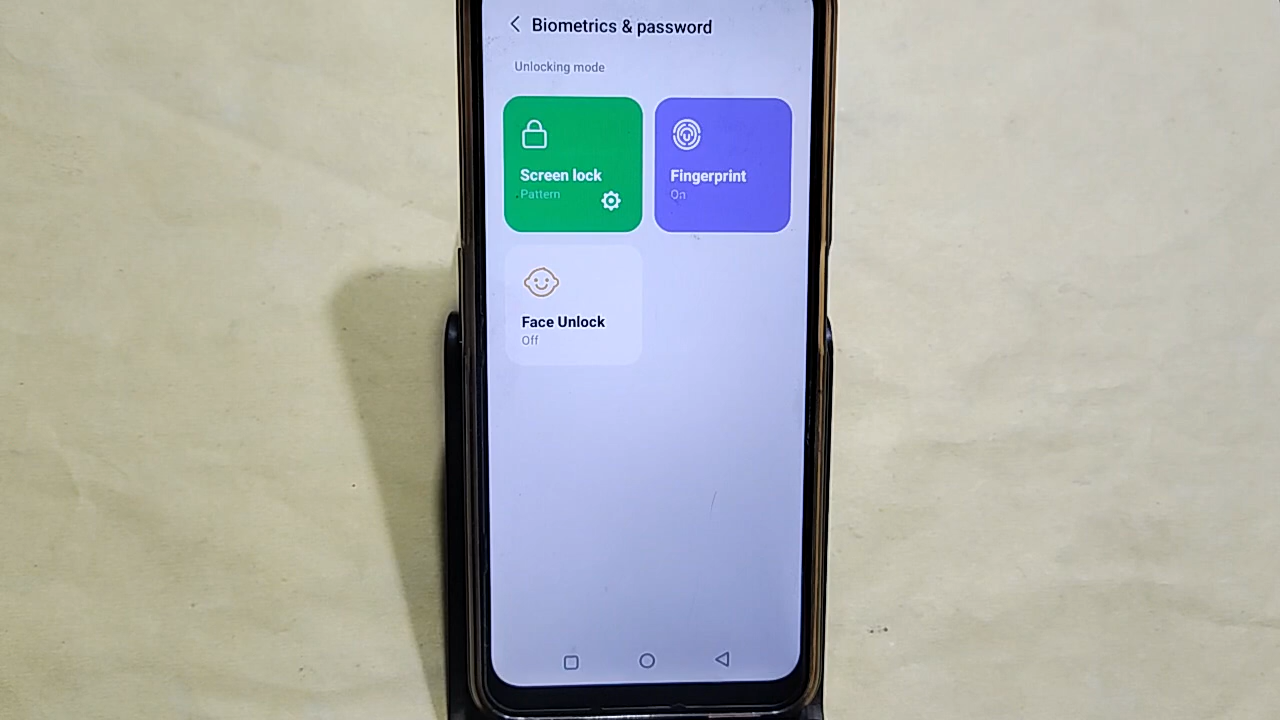 Biometrics & password
Unlocking mode
Screen lock
Pattern
Fingerprint
On
Face Unlock
Off